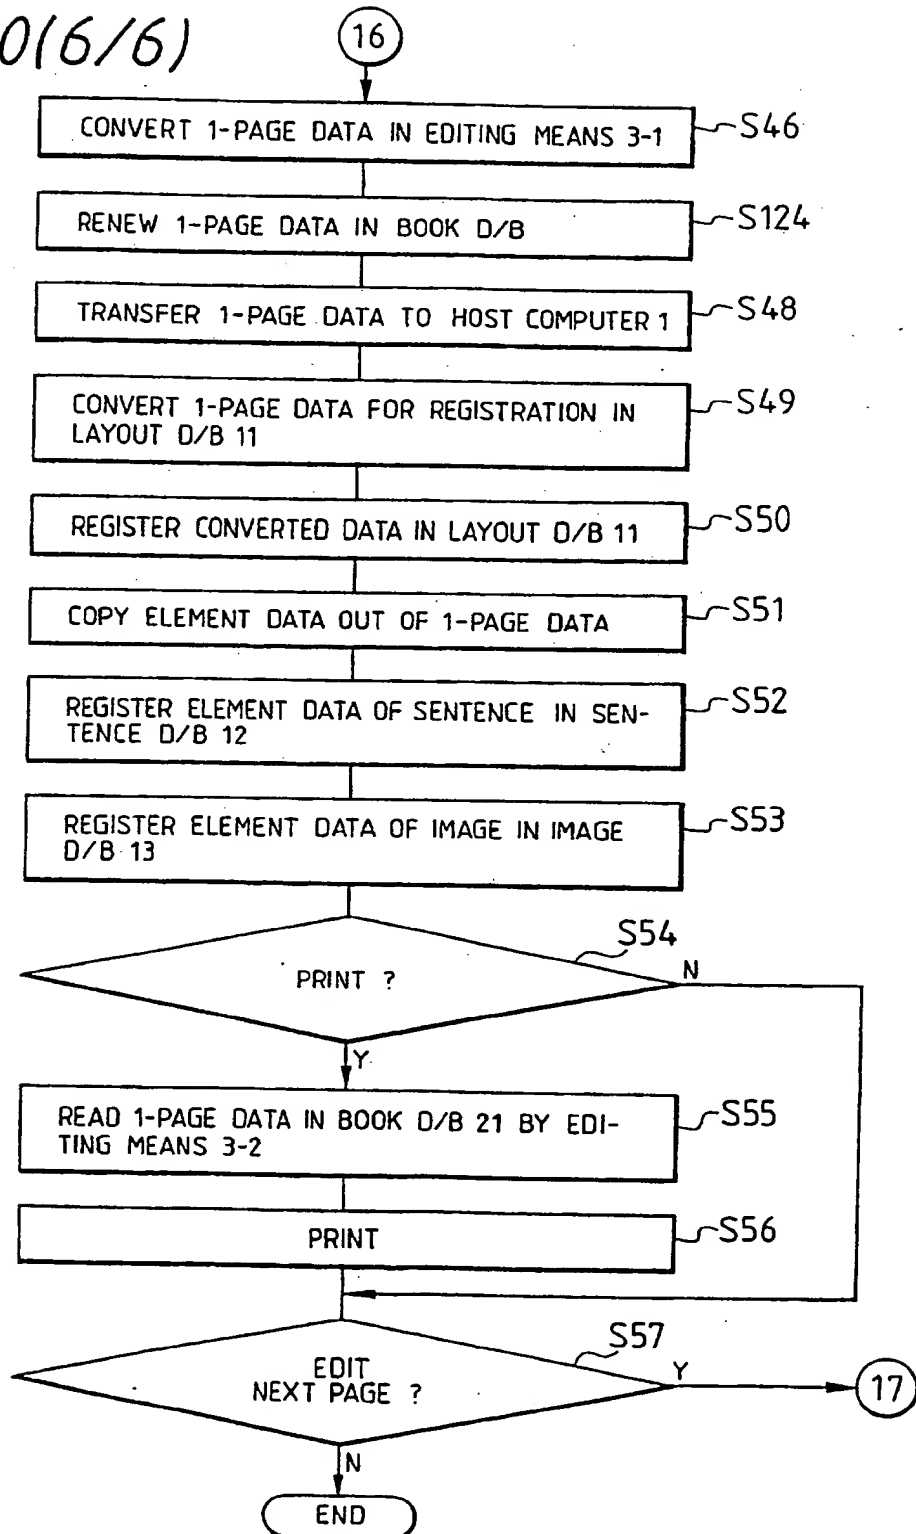 0(6/6)
16
CONVERT 1-PAGE DATA IN EDITING MEANS 3-1
S46
RENEW 1-PAGE DATA IN BOOK D/B
S124
TRANSFER 1-PAGE DATA TO HOST COMPUTER 1
S48
CONVERT 1-PAGE DATA FOR REGISTRATION IN
LAYOUT D/B 11
S49
REGISTER CONVERTED DATA IN LAYOUT D/B 11
S50
COPY ELEMENT DATA OUT OF 1-PAGE DATA
S51
REGISTER ELEMENT DATA OF SENTENCE IN SEN-
TENCE D/B 12
S52
REGISTER ELEMENT DATA OF IMAGE IN IMAGE
D/B 13
S53
S54
PRINT ?
N
Y
READ 1-PAGE DATA IN BOOK D/B 21 BY EDI-
TING MEANS 3-2
S55
PRINT
S56
S57
EDIT
NEXT PAGE ?
Y
17
N
END